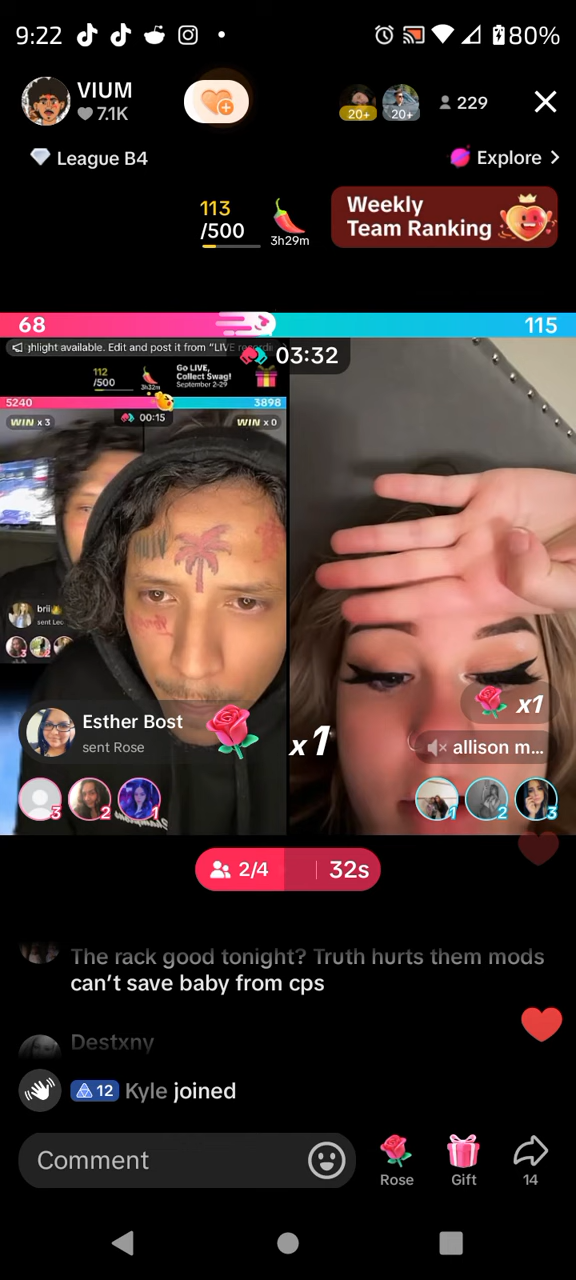 9:22
80%
VIUM
7.1K
20+
20+
229
League B4
Explore >
113
/500
3h29m
Weekly
Team Ranking
68
115
hlight available. Edit and post it from "LIVE
03:32
112
/500
3h32m
Go LIVE,
Collect Swag!
September 2-29
5240
3898
WIN x 3
00:15
WIN x 0
brii
sent
Esther Bost
sent Rose
x1
x1
allison m...
3
2
1
1
2
3
2/4
32s
The rack good tonight? Truth hurts them mods
can't save baby from cps
Destxny
12 Kyle joined
Comment
Rose
Gift
14